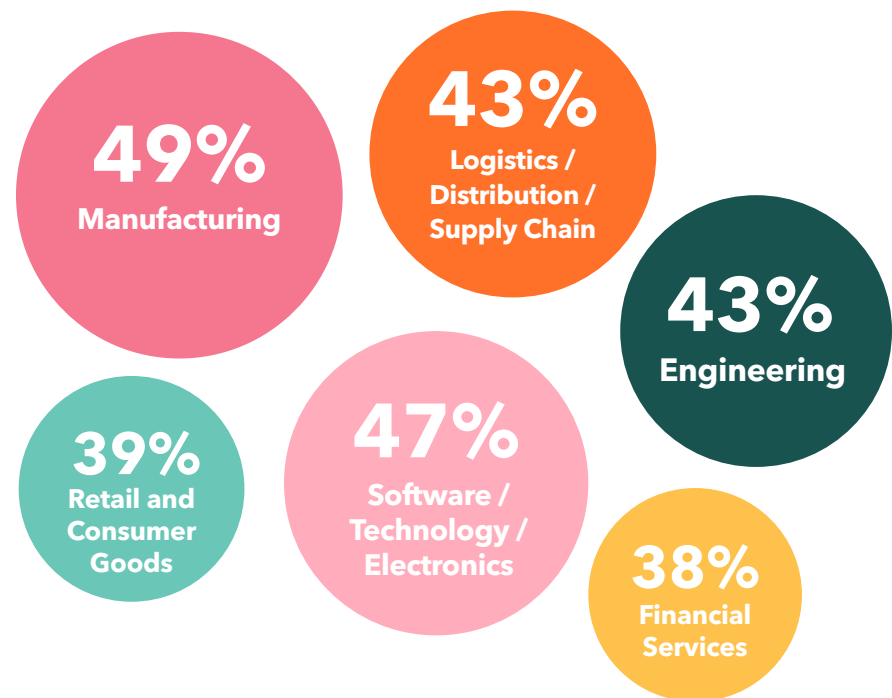 49%
Manufacturing
43%
Logistics /
Distribution /
Supply Chain
43%
Engineering
39%
Retail and
Consumer
Goods
47%
Software /
Technology /
Electronics
38%
Financial
Services